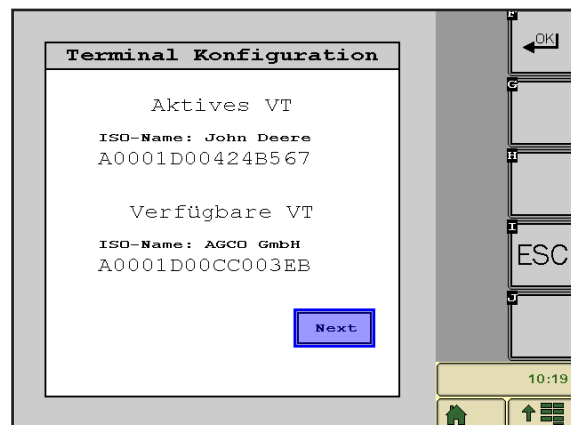 Terminal Konfiguration
Aktives VT
ISO-Name: John Deere
A0001D00424B567
Verfügbare VT
ISO-Name: AGCO GmbH
A0001D00CC003EB
Next
F
OK
G
H
I
ESC
J
10:19